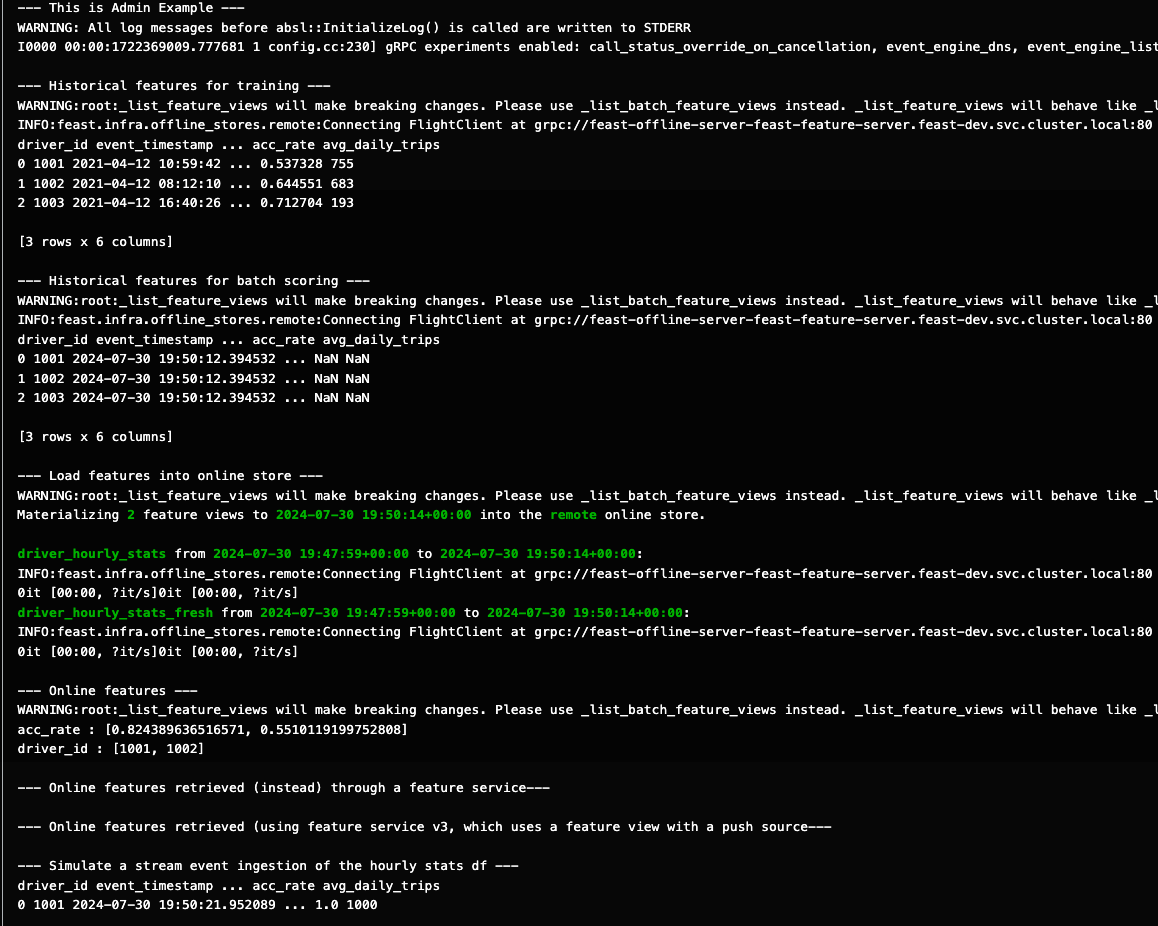 --- This is Admin Example ---
WARNING: All log messages before absl::InitializeLog() is called are written to STDERR
I0000 00:00:1722369009.777681 1 config.cc:230] gRPC experiments enabled: call_status_override_on_cancellation, event_engine_dns, event_engine_list
--- Historical features for training ---
WARNING:root:_list_feature_views will make breaking changes. Please use _list_batch_feature_views instead. _list_feature_views will behave like _l
INFO:feast.infra.offline_stores.remote:Connecting FlightClient at grpc://feast-offline-server-feast-feature-server.feast-dev.svc.cluster.local:80
driver_id event_timestamp ... acc_rate avg_daily_trips
0 1001 2021-04-12 10:59:42 ... 0.537328 755
1 1002 2021-04-12 08:12:10 ... 0.644551 683
2 1003 2021-04-12 16:40:26 ... 0.712704 193
[3 rows x 6 columns]
--- Historical features for batch scoring ---
WARNING:root:_list_feature_views will make breaking changes. Please use _list_batch_feature_views instead. _list_feature_views will behave like _l
INFO:feast.infra.offline_stores.remote:Connecting FlightClient at grpc://feast-offline-server-feast-feature-server.feast-dev.svc.cluster.local:80
driver_id event_timestamp ... acc_rate avg_daily_trips
0 1001 2024-07-30 19:50:12.394532 ... NaN NaN
1 1002 2024-07-30 19:50:12.394532 ... NaN NaN
2 1003 2024-07-30 19:50:12.394532 ... NaN NaN
[3 rows x 6 columns]
--- Load features into online store ---
WARNING:root:_list_feature_views will make breaking changes. Please use _list_batch_feature_views instead. _list_feature_views will behave like _l
Materializing 2 feature views to 2024-07-30 19:50:14+00:00 into the remote online store.
driver_hourly_stats from 2024-07-30 19:47:59+00:00 to 2024-07-30 19:50:14+00:00:
INFO:feast.infra.offline_stores.remote:Connecting FlightClient at grpc://feast-offline-server-feast-feature-server.feast-dev.svc.cluster.local:80
0it [00:00, ?it/s]0it [00:00, ?it/s]
driver_hourly_stats_fresh from 2024-07-30 19:47:59+00:00 to 2024-07-30 19:50:14+00:00:
INFO:feast.infra.offline_stores.remote:Connecting FlightClient at grpc://feast-offline-server-feast-feature-server.feast-dev.svc.cluster.local:80
0it [00:00, ?it/s]0it [00:00, ?it/s]
--- Online features ---
WARNING:root:_list_feature_views will make breaking changes. Please use _list_batch_feature_views instead. _list_feature_views will behave like _l
acc_rate : [0.824389636516571, 0.5510119199752808]
driver_id : [1001, 1002]
--- Online features retrieved (instead) through a feature service---
--- Online features retrieved (using feature service v3, which uses a feature view with a push source---
--- Simulate a stream event ingestion of the hourly stats df ---
driver_id event_timestamp ... acc_rate avg_daily_trips
0 1001 2024-07-30 19:50:21.952089 ... 1.0 1000